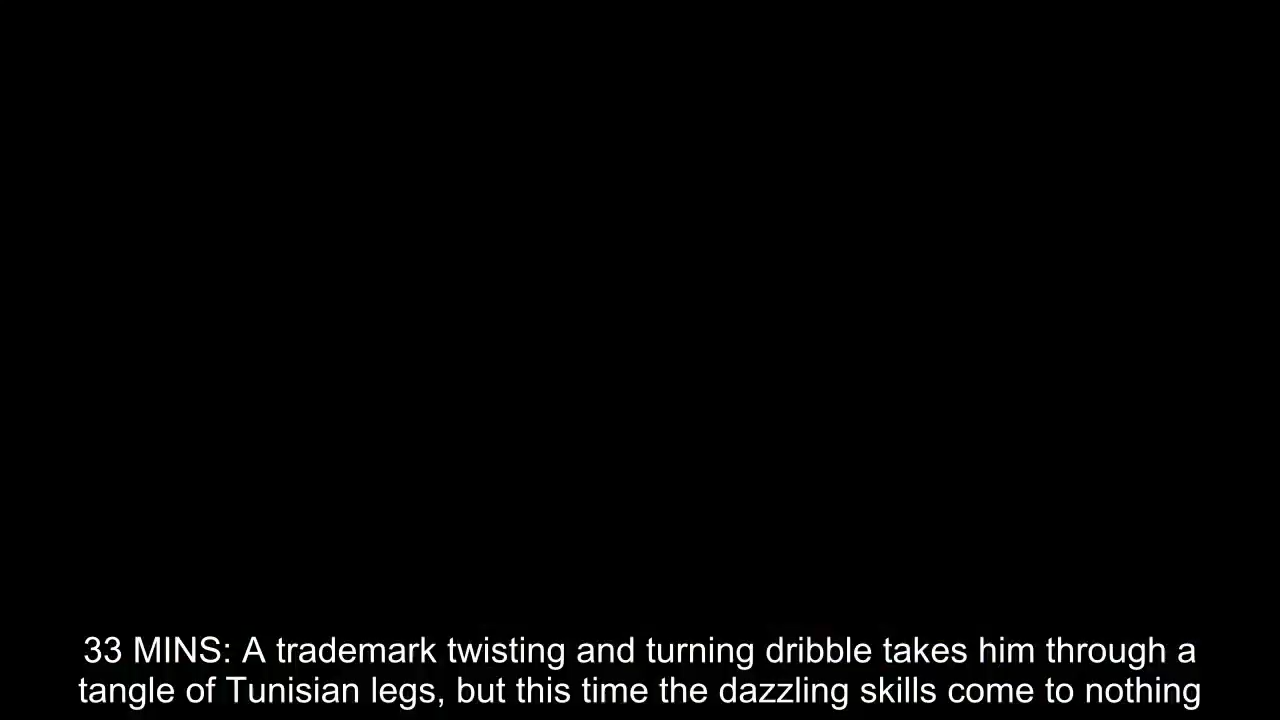 33 MINS: A trademark twisting and turning dribble takes him through a
tangle of Tunisian legs, but this time the dazzling skills come to nothing